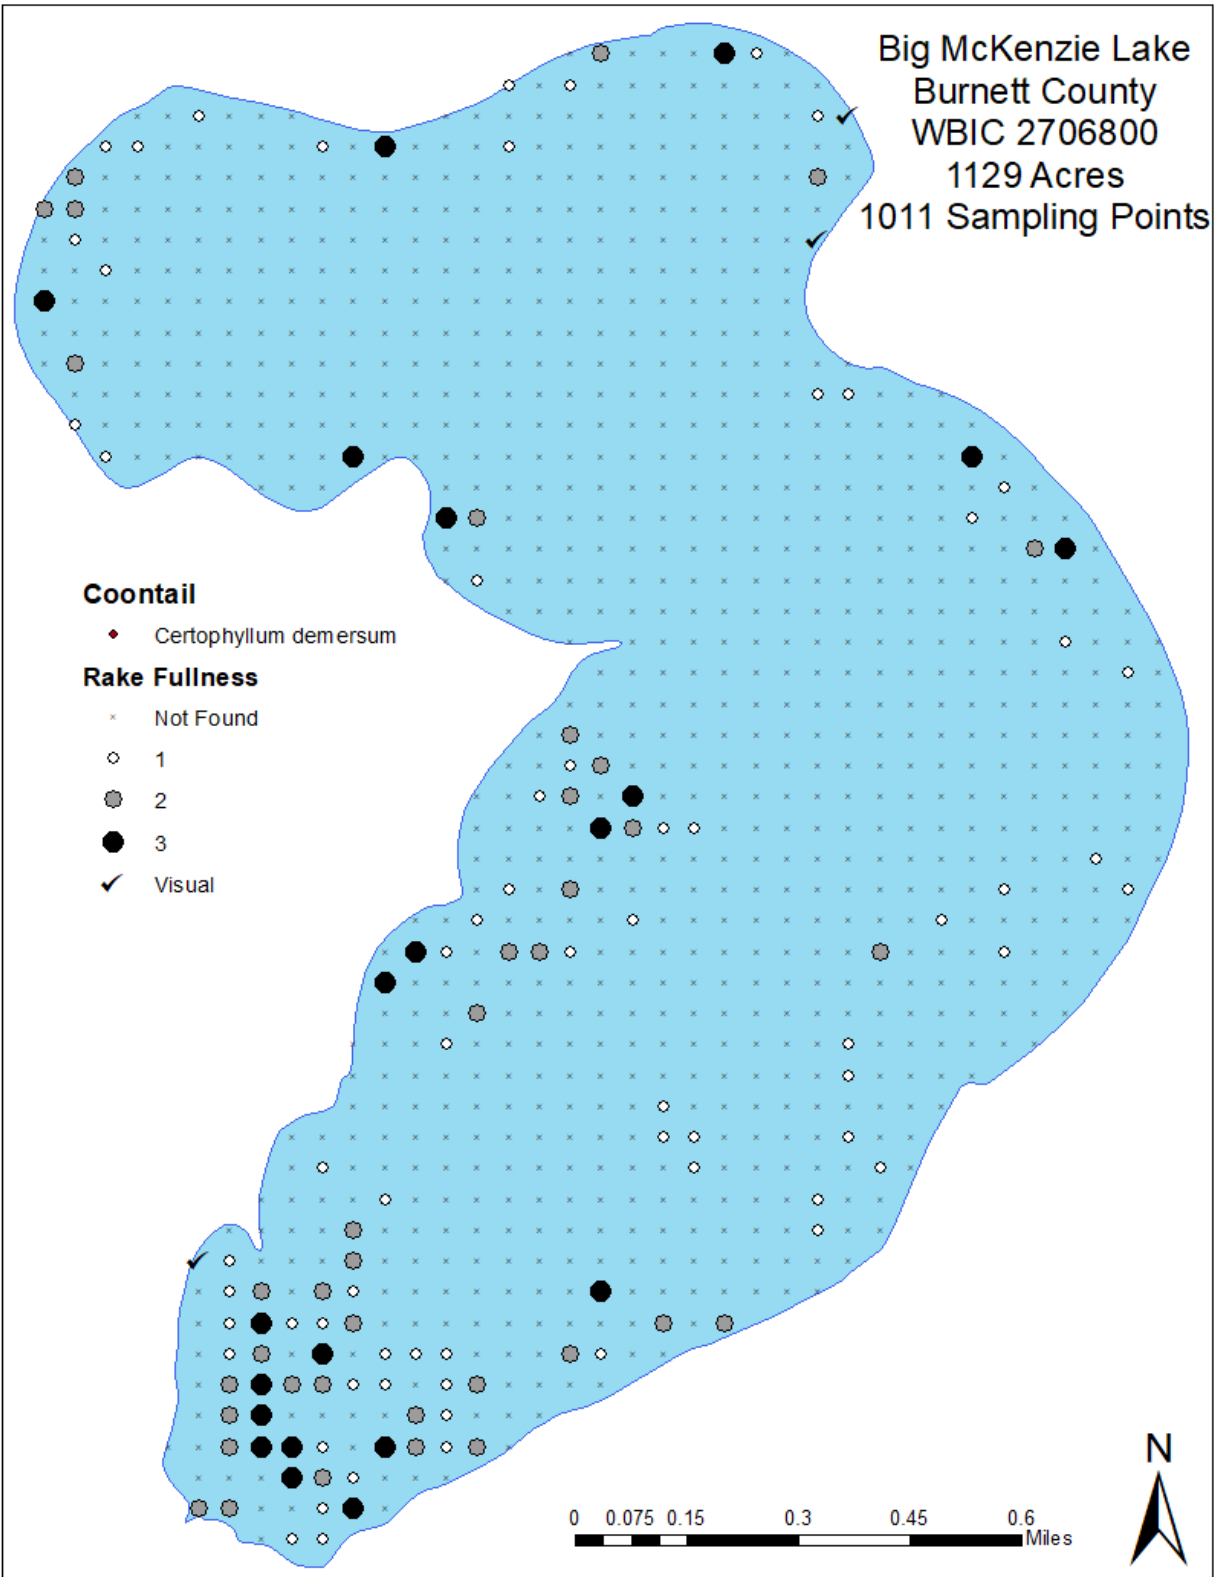 Big McKenzie Lake
Burnett County
WBIC 2706800
1129 Acres
1011 Sampling Points
Coontail
Certophyllum demersum
Rake Fullness
Not Found
1
2
3
Visual
N
0 0.075 0.15 0.3 0.45 0.6
Miles